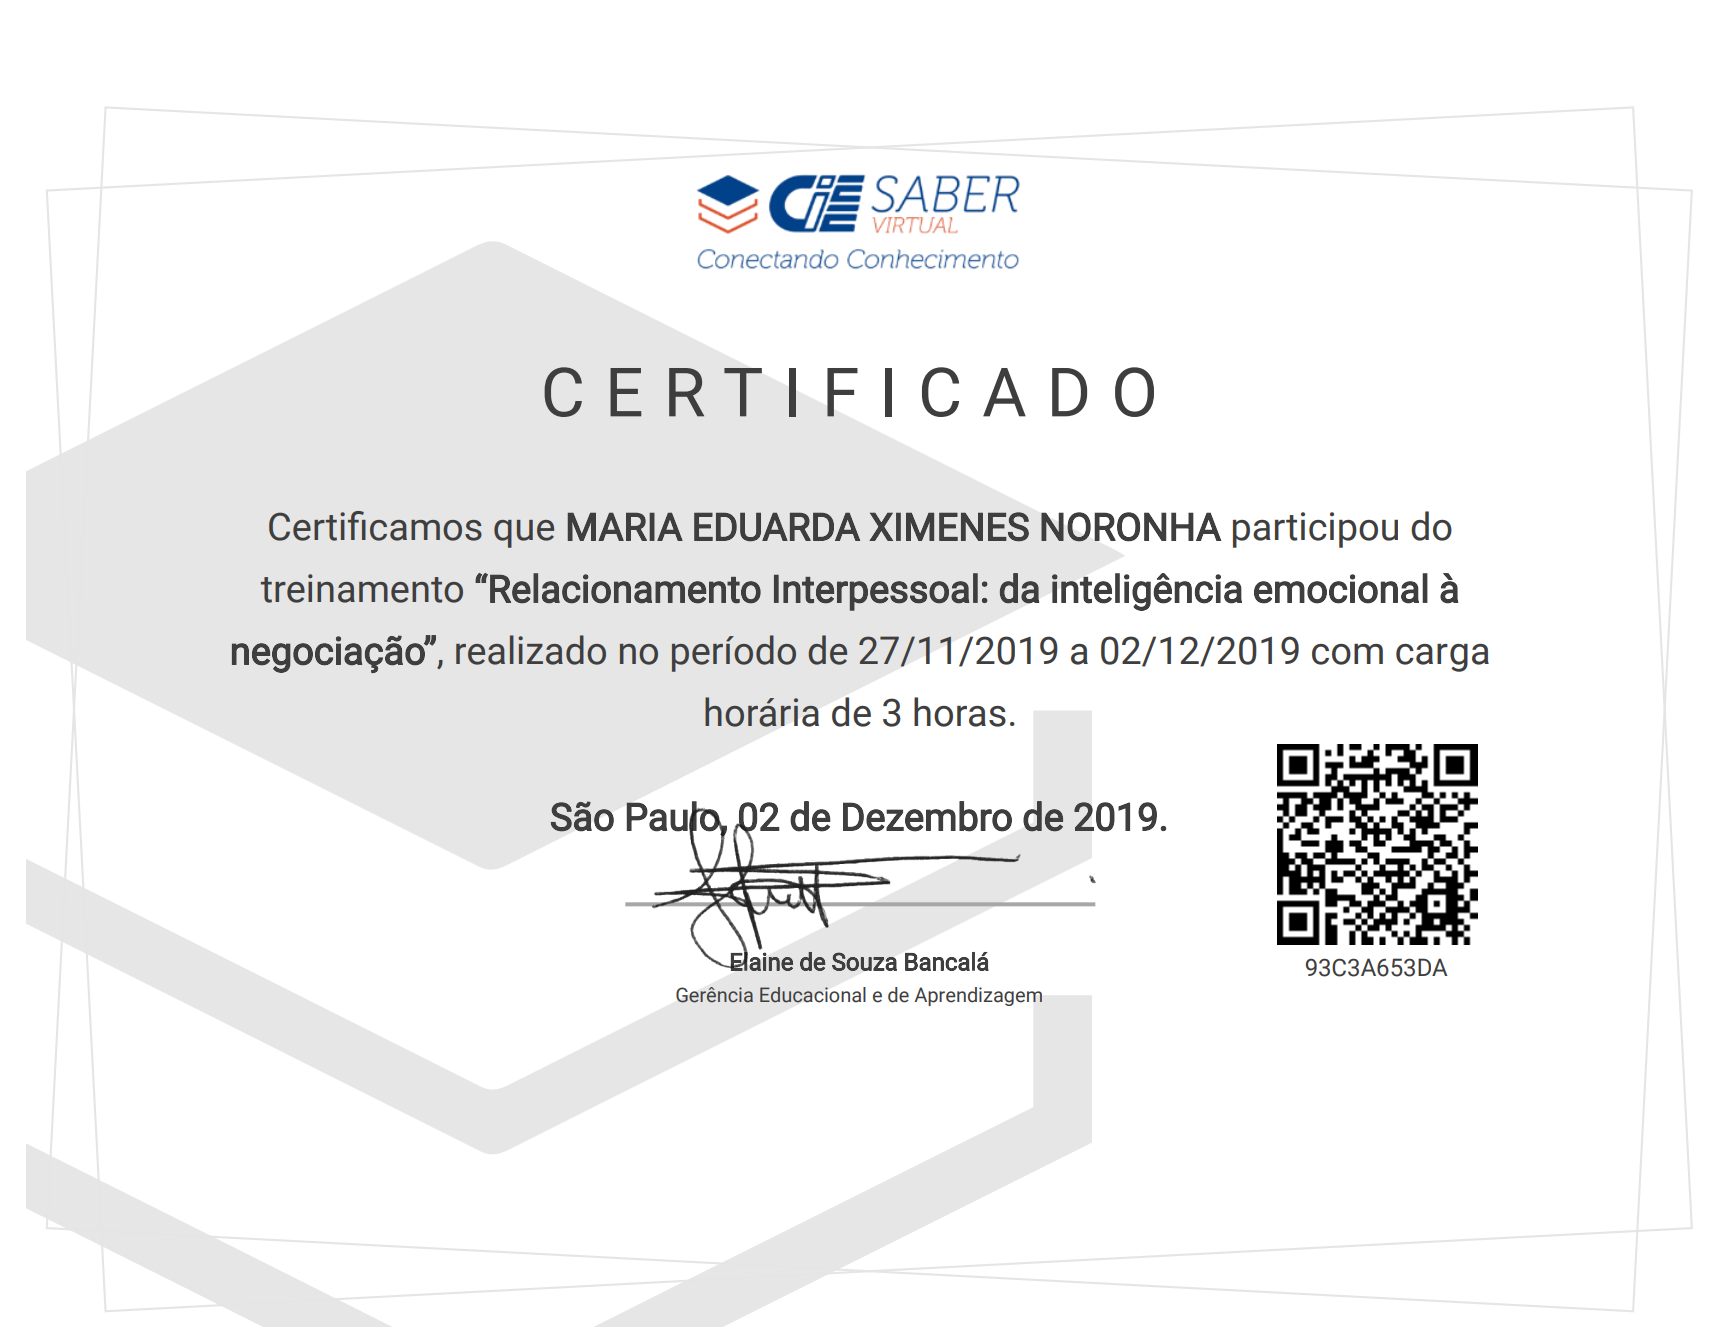 CIEE SABER
VIRTUAL
Conectando Conhecimento
CERTIFICADO
Certificamos que MARIA EDUARDA XIMENES NORONHA participou do
treinamento “Relacionamento Interpessoal: da inteligência emocional à
negociação”, realizado no período de 27/11/2019 a 02/12/2019 com carga
horária de 3 horas.
São Paulo, 02 de Dezembro de 2019.
Elaine de Souza Bancalá
Gerência Educacional e de Aprendizagem
93C3A653DA